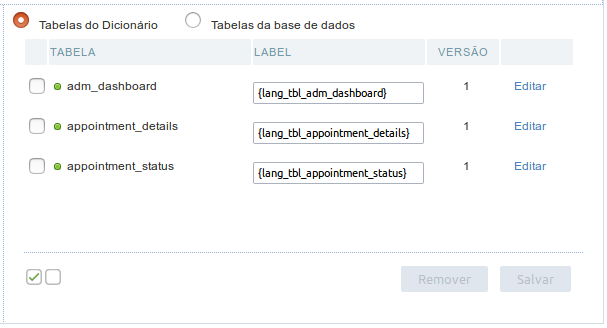 Tabelas do Dicionário Tabelas da base de dados
TABELA LABEL VERSÃO
adm_dashboard {lang_tbl_adm_dashboard} 1 Editar
appointment_details {lang_tbl_appointment_details} 1 Editar
appointment_status {lang_tbl_appointment_status} 1 Editar
Remover Salvar